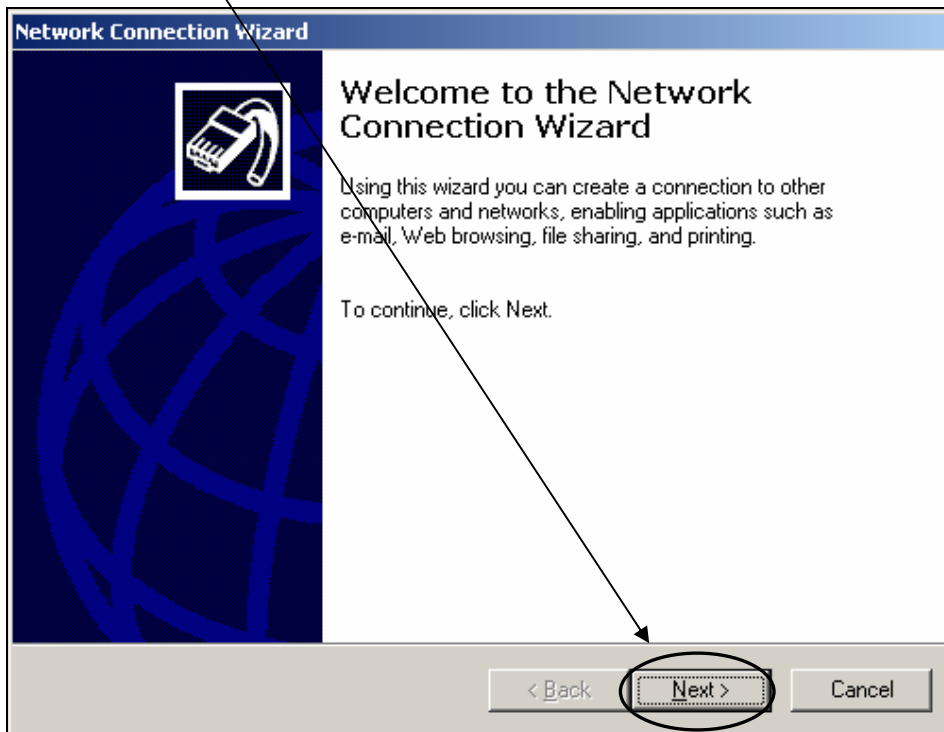 Network Connection Wizard
Welcome to the Network
Connection Wizard
Using this wizard you can create a connection to other
computers and networks, enabling applications such as
e-mail, Web browsing, file sharing, and printing.
To continue, click Next.
< Back Next > Cancel